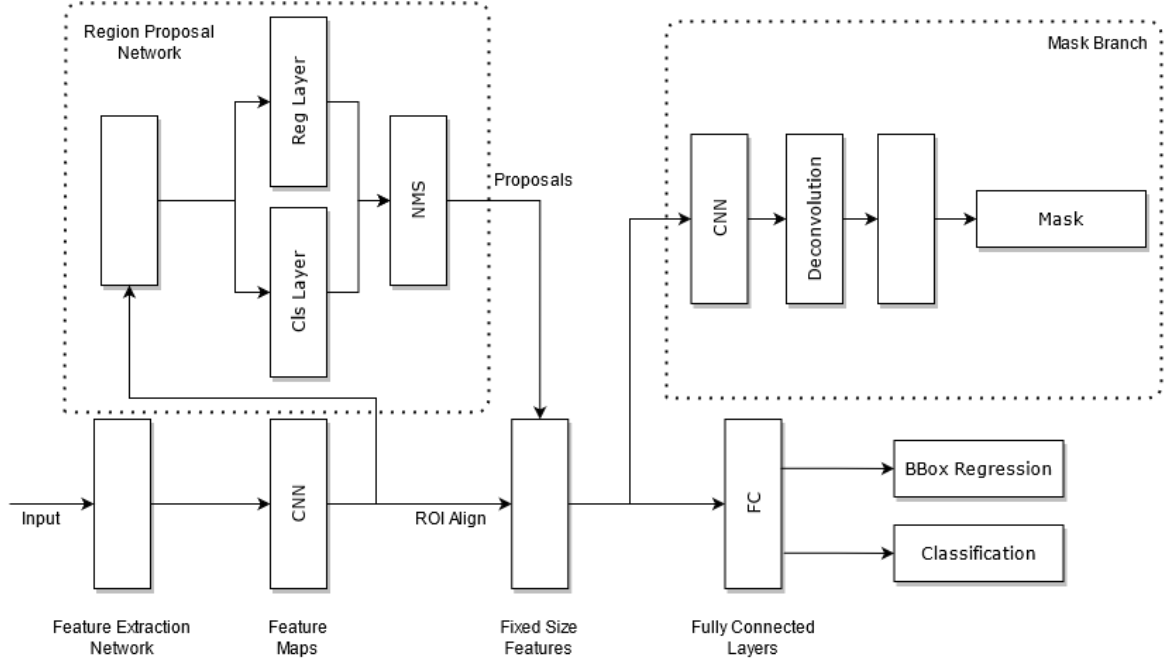 Region Proposal
Network
Reg Layer
Cls Layer
NMS
Proposals
Mask Branch
CNN
Deconvolution
Mask
Input
CNN
ROI Align
FC
BBox Regression
Classification
Feature Extraction
Network
Feature
Maps
Fixed Size
Features
Fully Connected
Layers